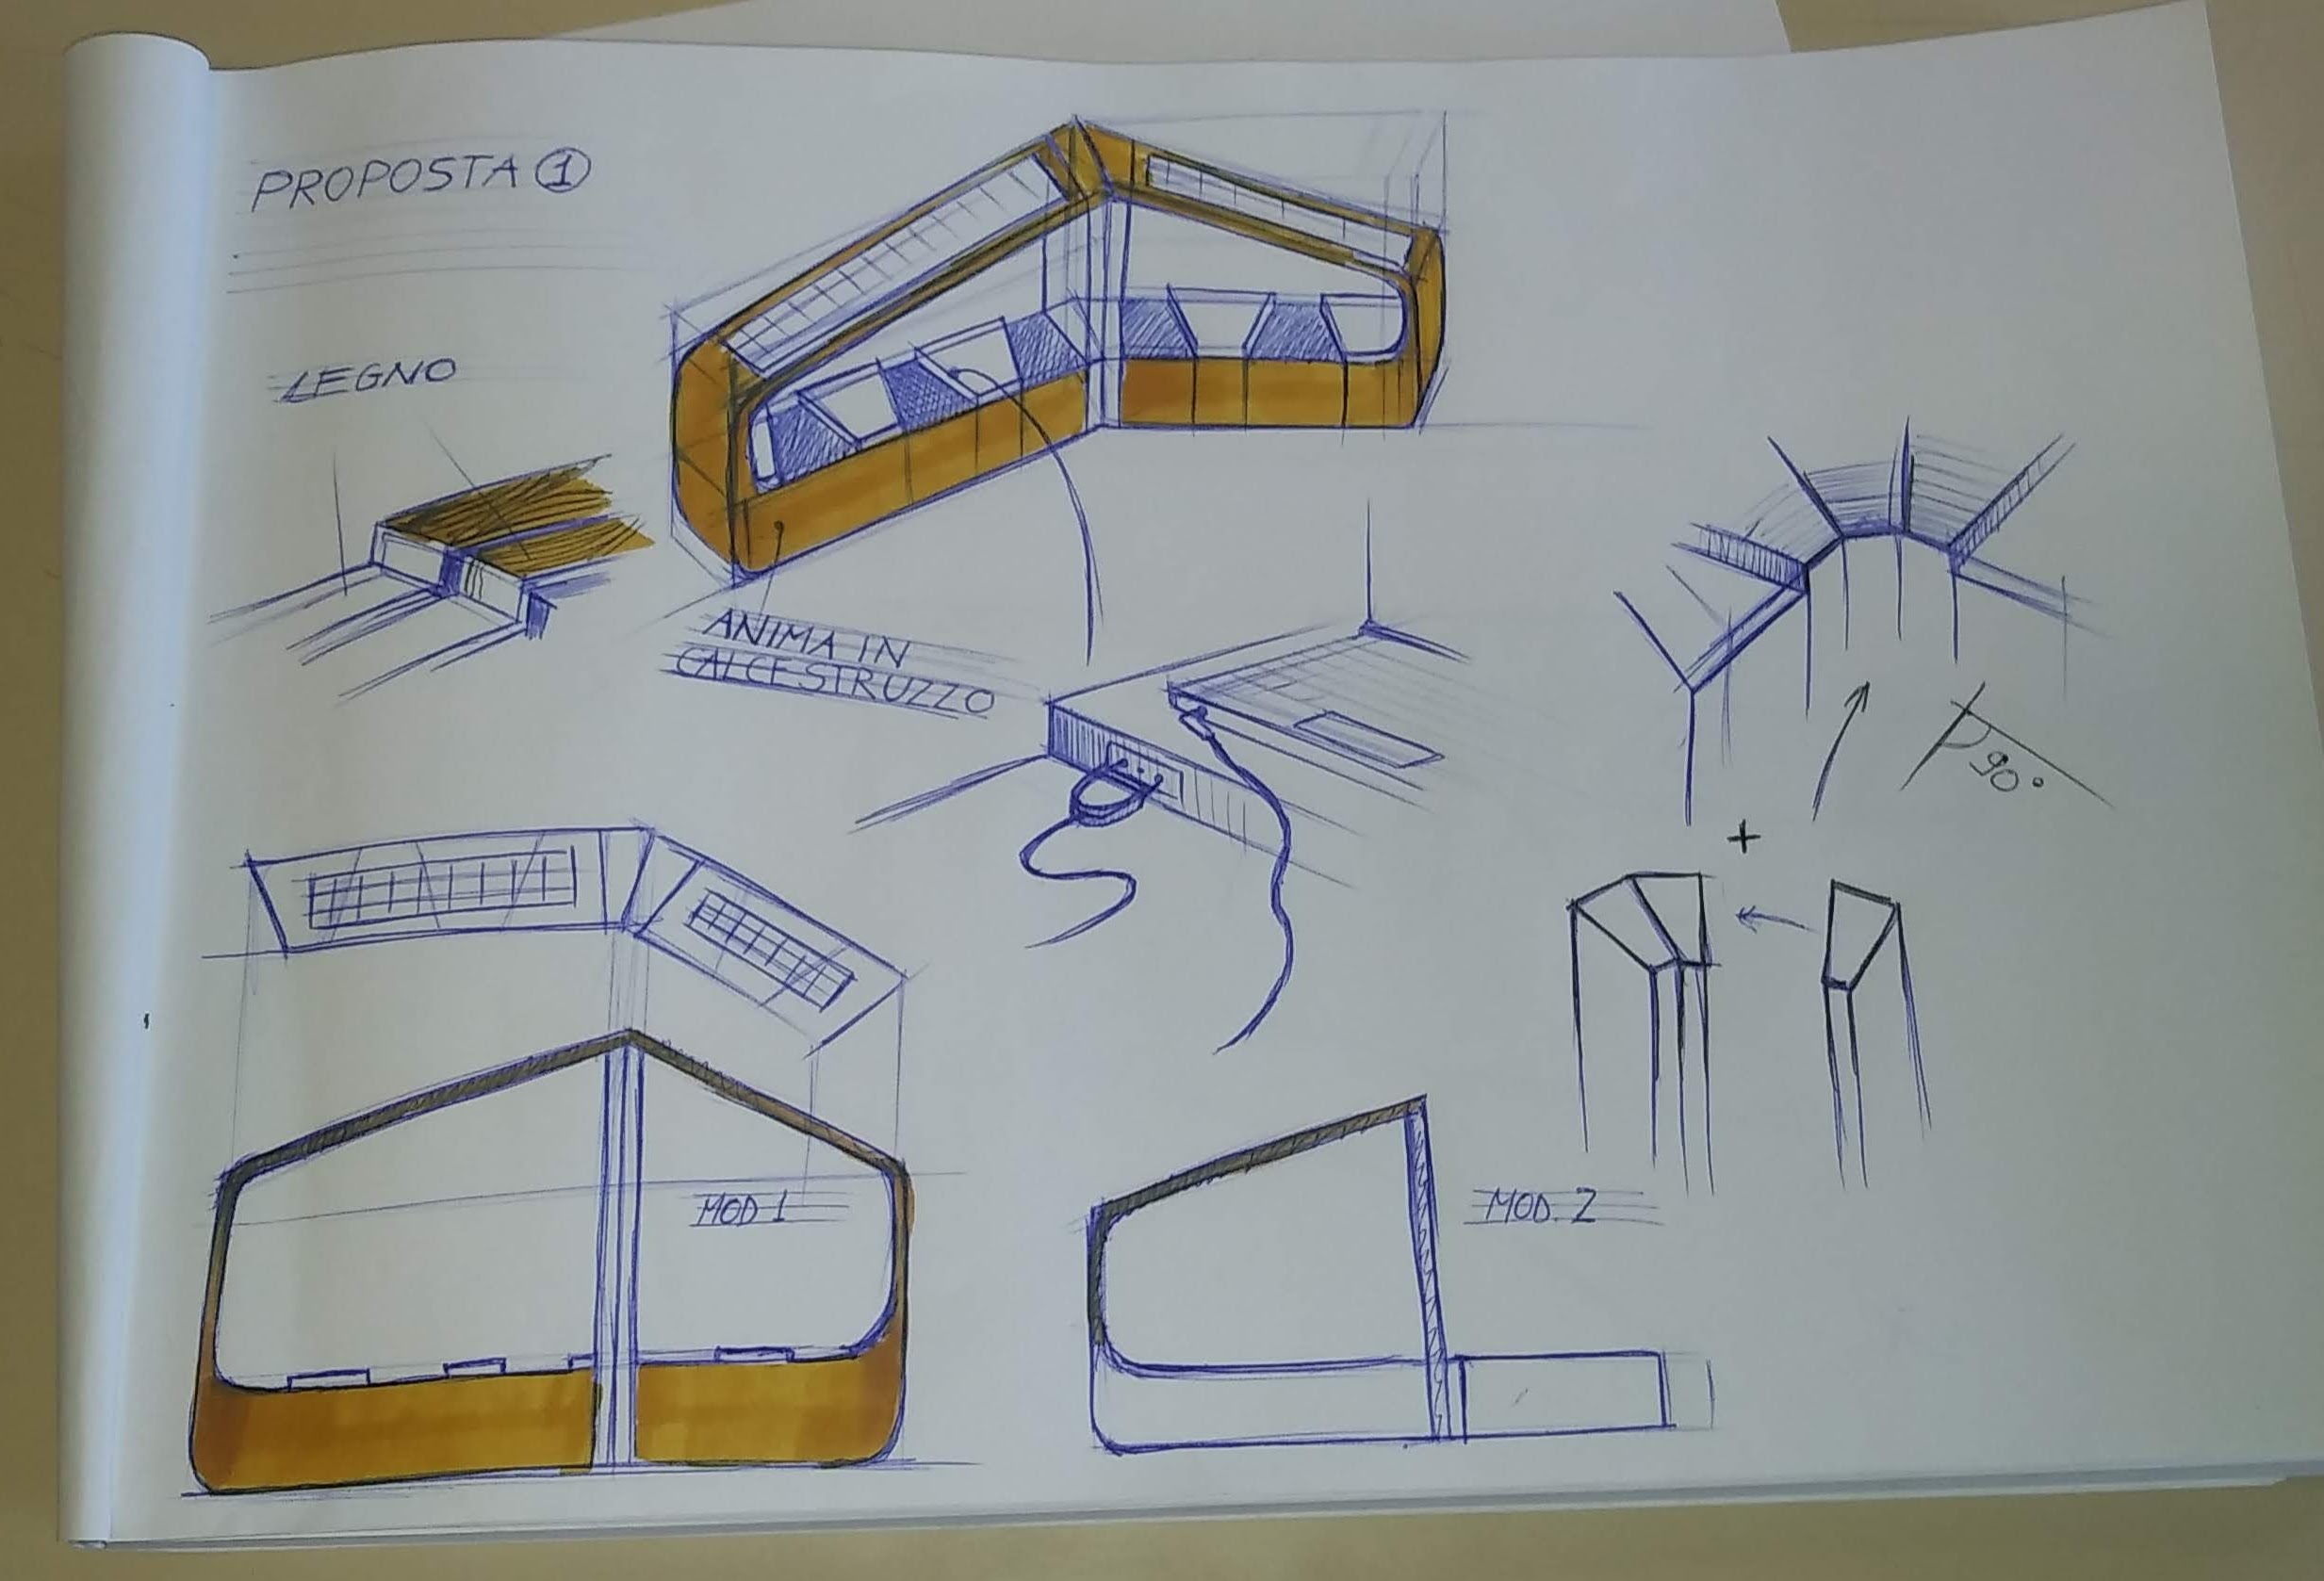 PROPOSTA 1
LEGNO
ANIMA IN
CALCESTRUZZO
90°
+
MOD 1
MOD. 2